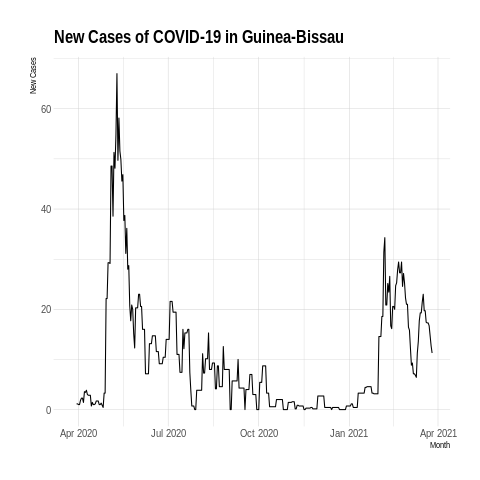 New Cases of COVID-19 in Guinea-Bissau
New Cases
60
40
20
0
Apr 2020 Jul 2020 Oct 2020 Jan 2021 Apr 2021
Month